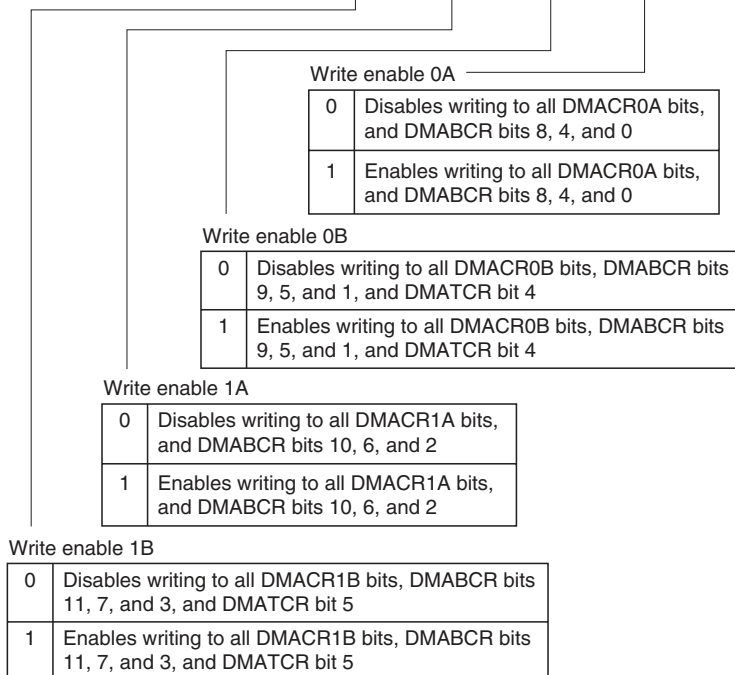 Write enable 0A
0 Disables writing to all DMACR0A bits,
and DMABCR bits 8, 4, and 0
1 Enables writing to all DMACR0A bits,
and DMABCR bits 8, 4, and 0
Write enable 0B
0 Disables writing to all DMACR0B bits, DMABCR bits
9, 5, and 1, and DMATCR bit 4
1 Enables writing to all DMACR0B bits, DMABCR bits
9, 5, and 1, and DMATCR bit 4
Write enable 1A
0 Disables writing to all DMACR1A bits,
and DMABCR bits 10, 6, and 2
1 Enables writing to all DMACR1A bits,
and DMABCR bits 10, 6, and 2
Write enable 1B
0 Disables writing to all DMACR1B bits, DMABCR bits
11, 7, and 3, and DMATCR bit 5
1 Enables writing to all DMACR1B bits, DMABCR bits
11, 7, and 3, and DMATCR bit 5